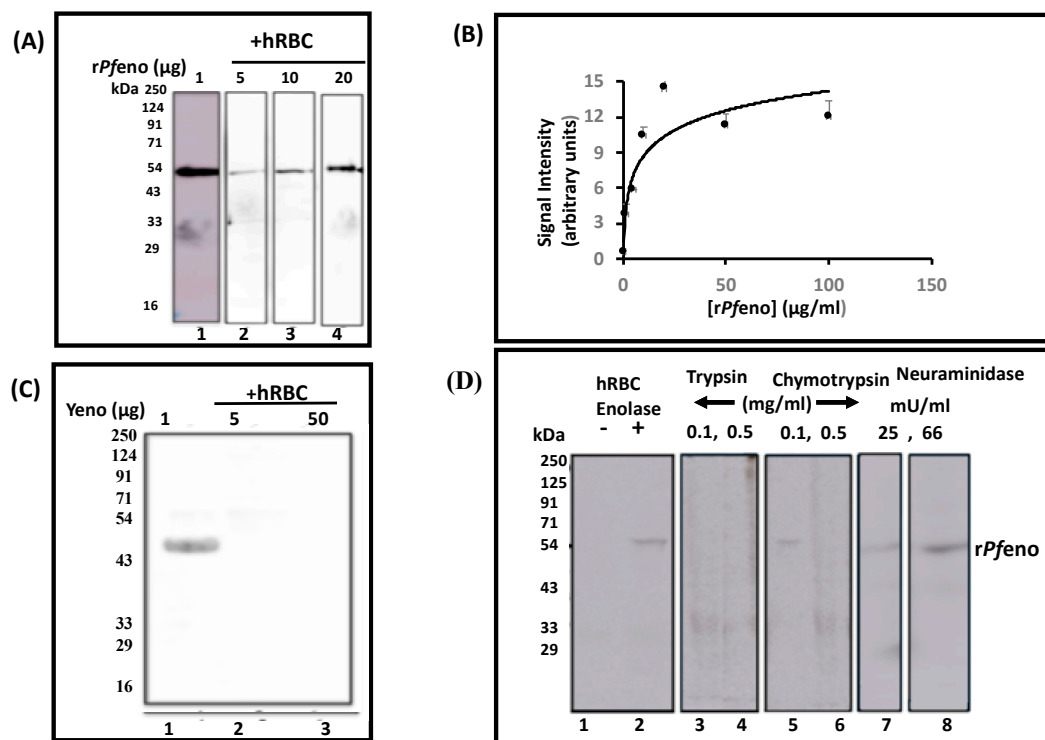 (A)
+hRBC
rPfeno (µg) 1 5 10 20
kDa
250
124
91
71
54
43
33
29
16
1 2 3 4
(B)
Signal Intensity
(arbitrary units)
15
12
9
6
3
0
0 50 100 150
[rPfeno] (µg/ml)
(C)
+hRBC
Yeno (µg) 1 5 50
250
124
91
71
54
43
33
29
16
1 2 3
(D)
hRBC Trypsin Chymotrypsin Neuraminidase
Enolase (mg/ml) mU/ml
- + 0.1, 0.5 0.1, 0.5 25 , 66
kDa
250
125
91
71
54
43
33
29
rPfeno
1 2 3 4 5 6 7 8